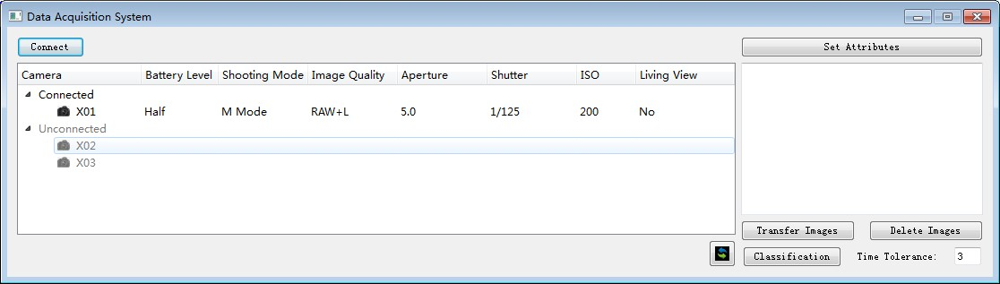 Data Acquisition System
Connect
Set Attributes
Camera Battery Level Shooting Mode Image Quality Aperture Shutter ISO Living View
Connected
X01 Half M Mode RAW+L 5.0 1/125 200 No
Unconnected
X02
X03
Transfer Images Delete Images
Classification Time Tolerance: 3